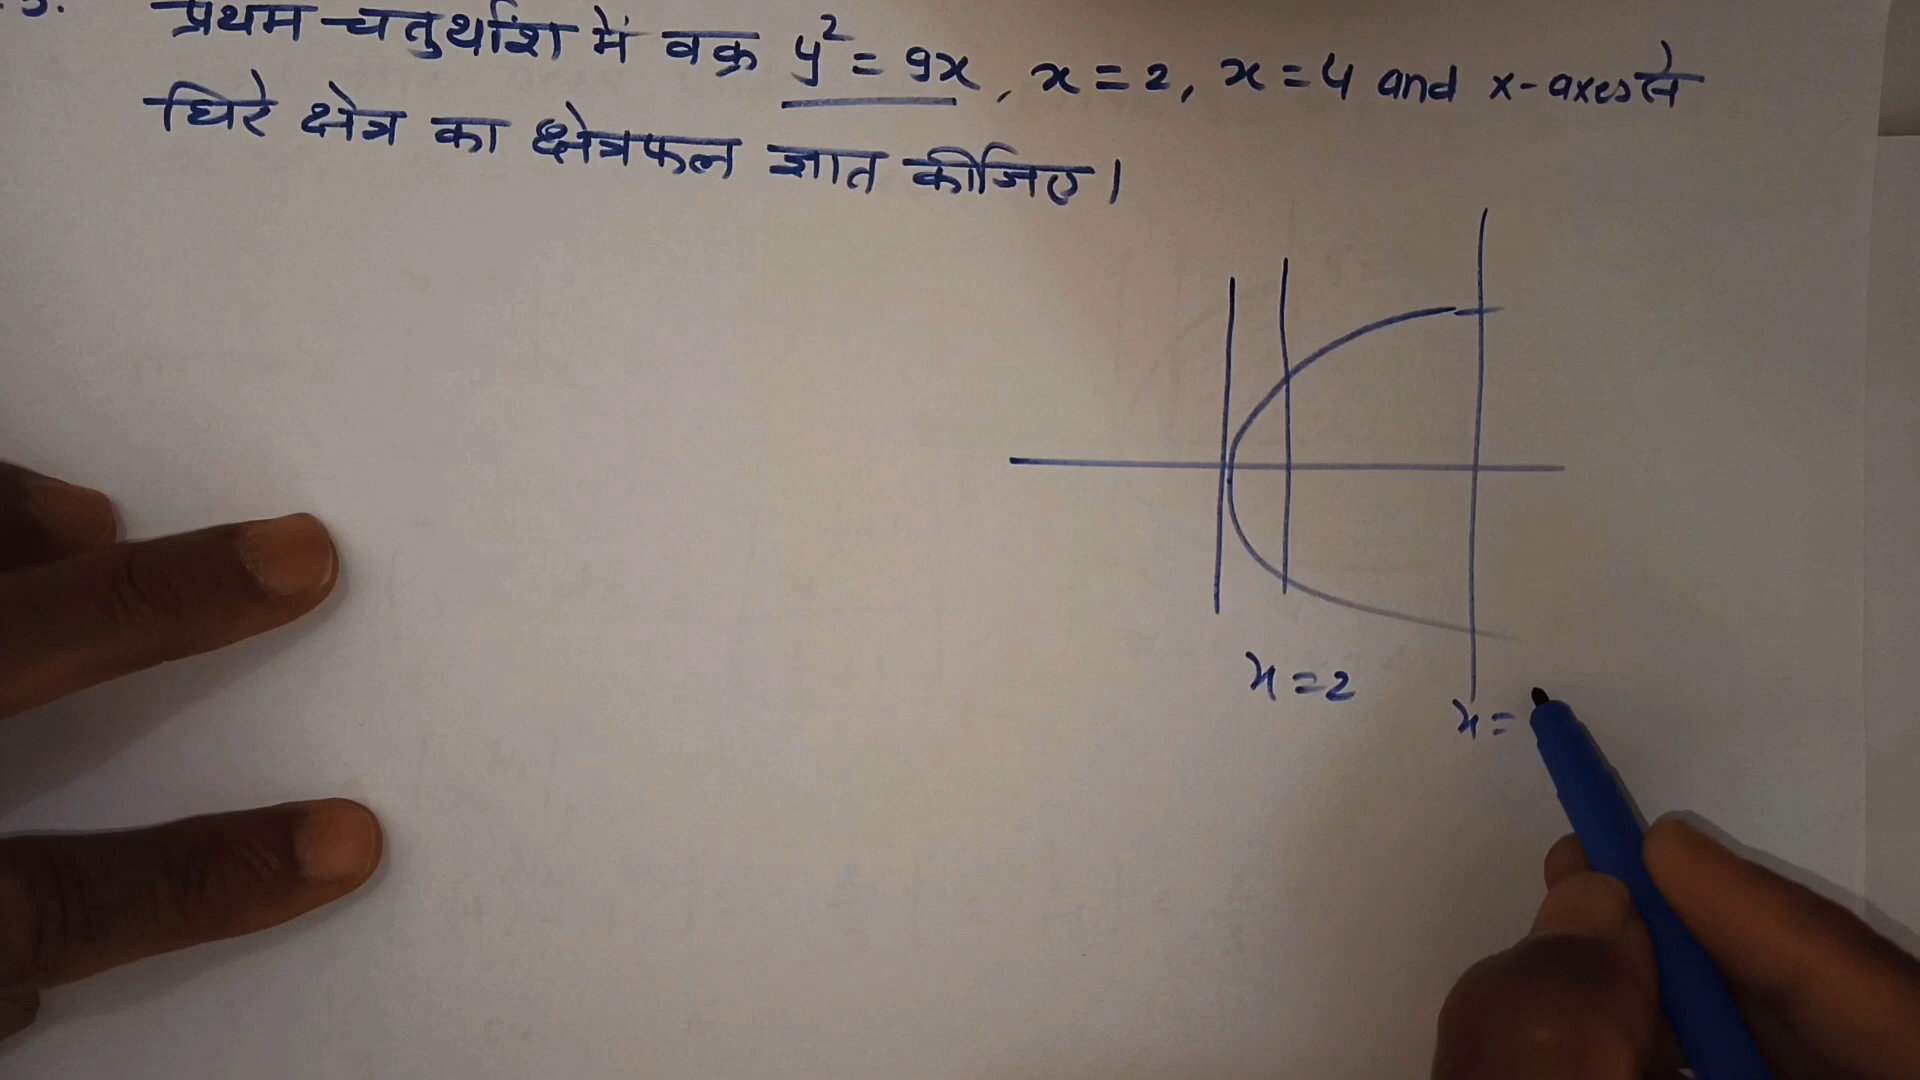 प्रथम चतुर्थांश में वक्र y² = 9x, x = 2, x = 4 and x-axes से
घिरे क्षेत्र का क्षेत्रफल ज्ञात कीजिए।
x = 2
x =